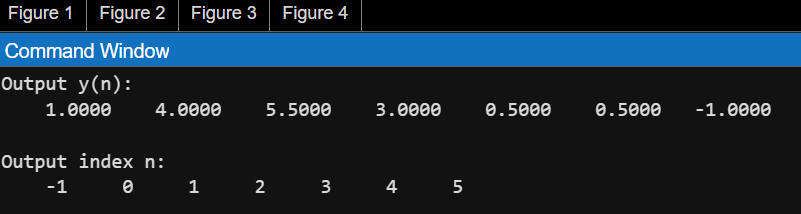 Figure 1 Figure 2 Figure 3 Figure 4
Command Window
Output y(n):
1.0000 4.0000 5.5000 3.0000 0.5000 0.5000 -1.0000
Output index n:
-1 0 1 2 3 4 5